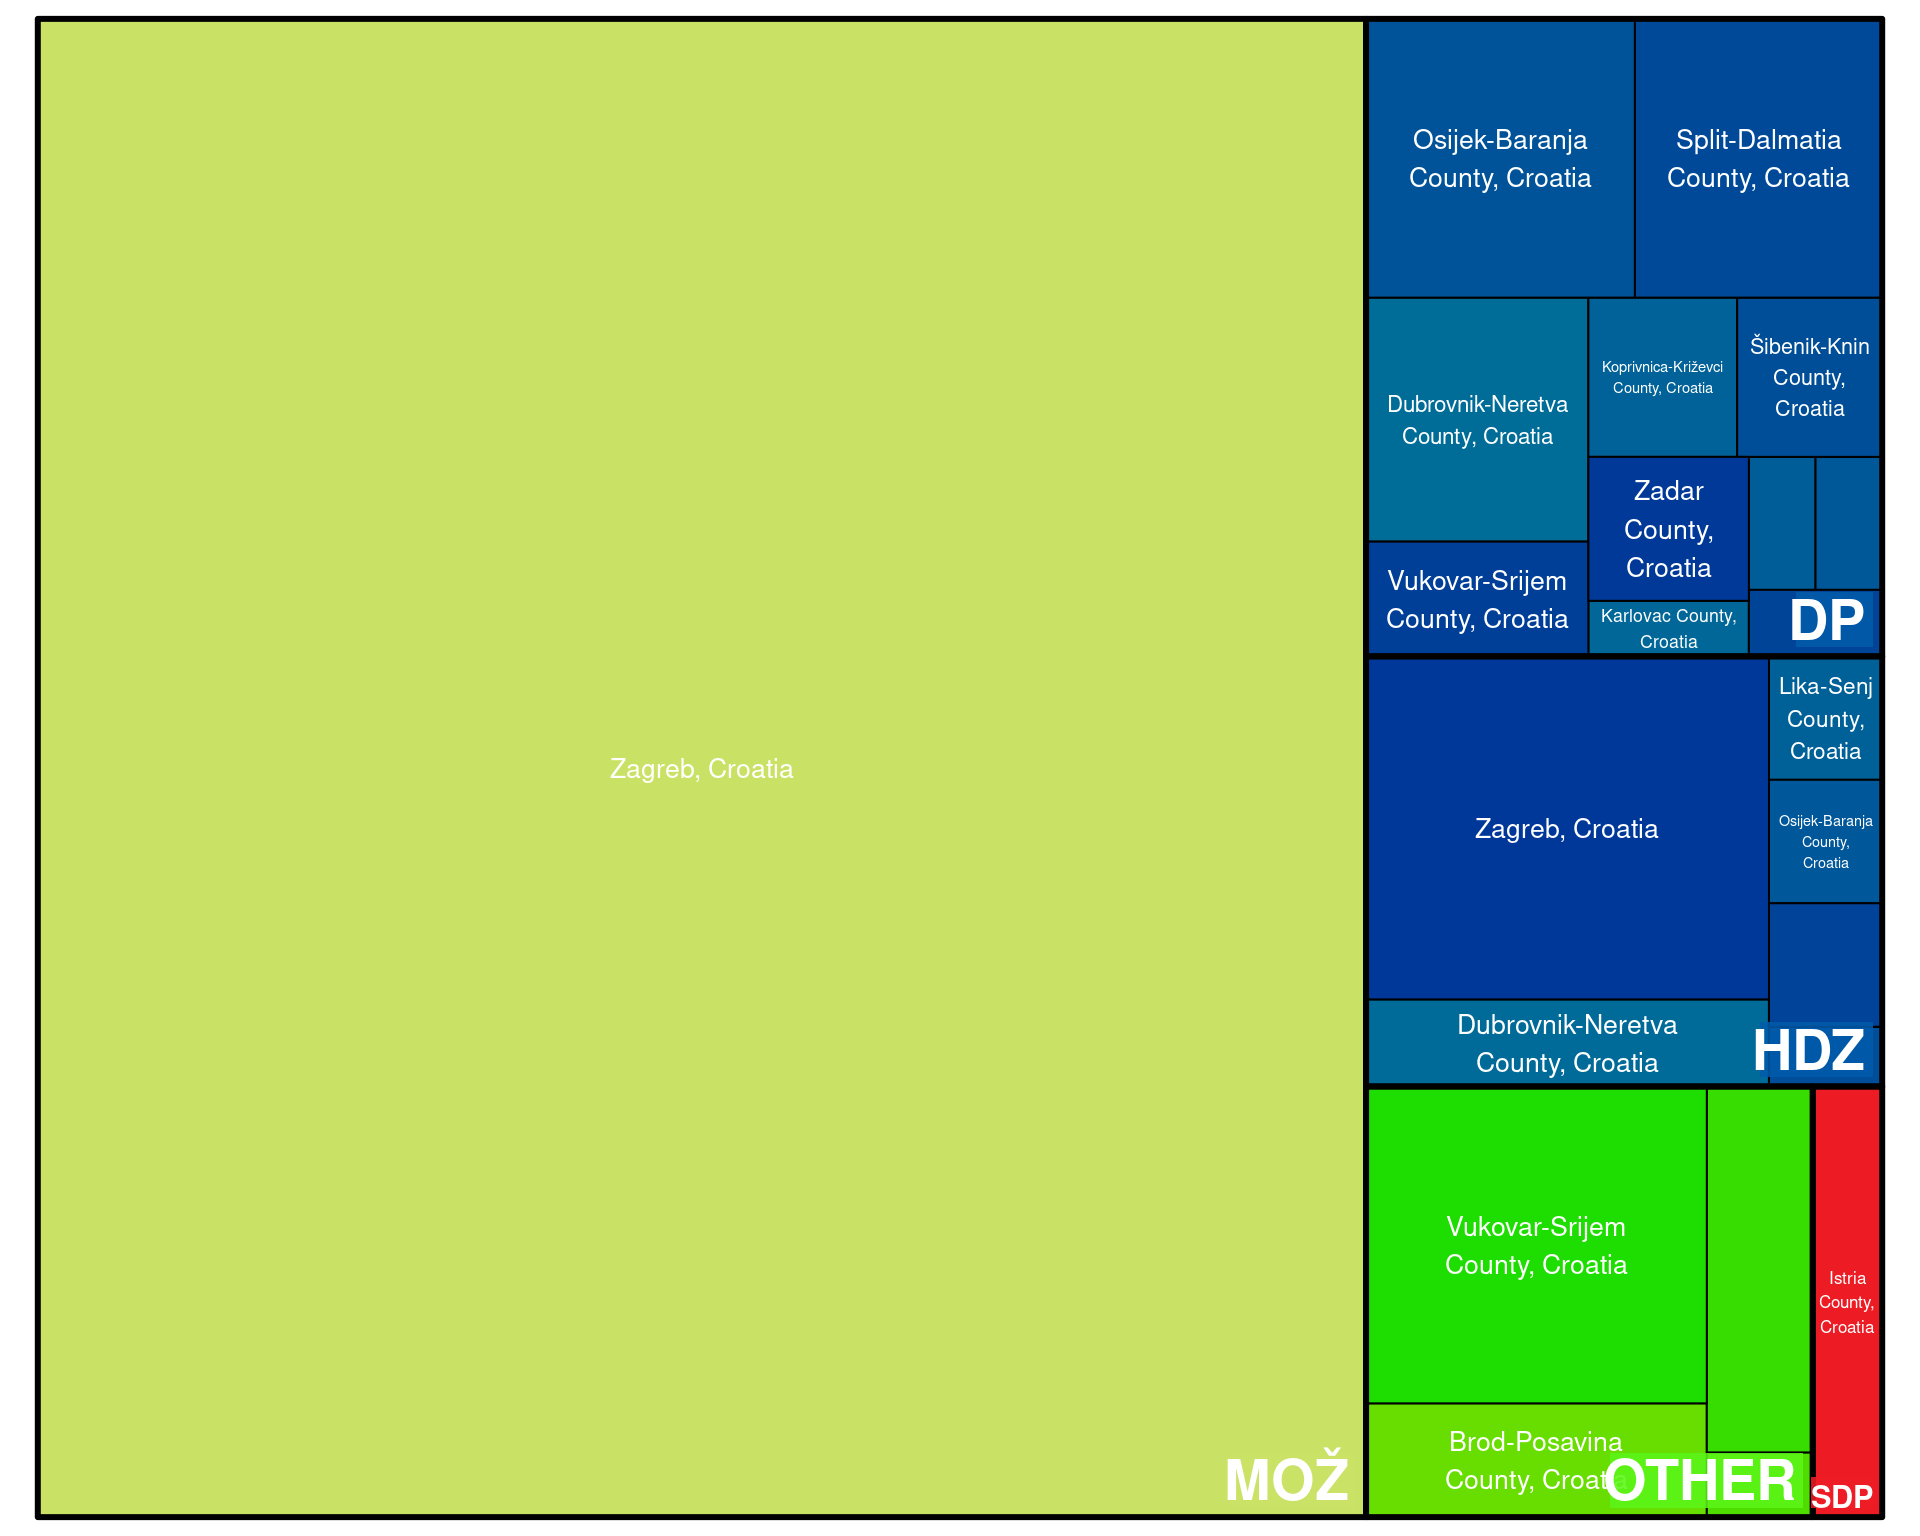 Zagreb, Croatia
MOŽ
Osijek-Baranja
County, Croatia
Split-Dalmatia
County, Croatia
Dubrovnik-Neretva
County, Croatia
Koprivnica-Križevci
County, Croatia
Šibenik-Knin
County,
Croatia
Vukovar-Srijem
County, Croatia
Zadar
County,
Croatia
Karlovac County,
Croatia
DP
Zagreb, Croatia
Lika-Senj
County,
Croatia
Osijek-Baranja
County,
Croatia
Dubrovnik-Neretva
County, Croatia
HDZ
Vukovar-Srijem
County, Croatia
Brod-Posavina
County, Croatia
OTHER
Istria
County,
Croatia
SDP